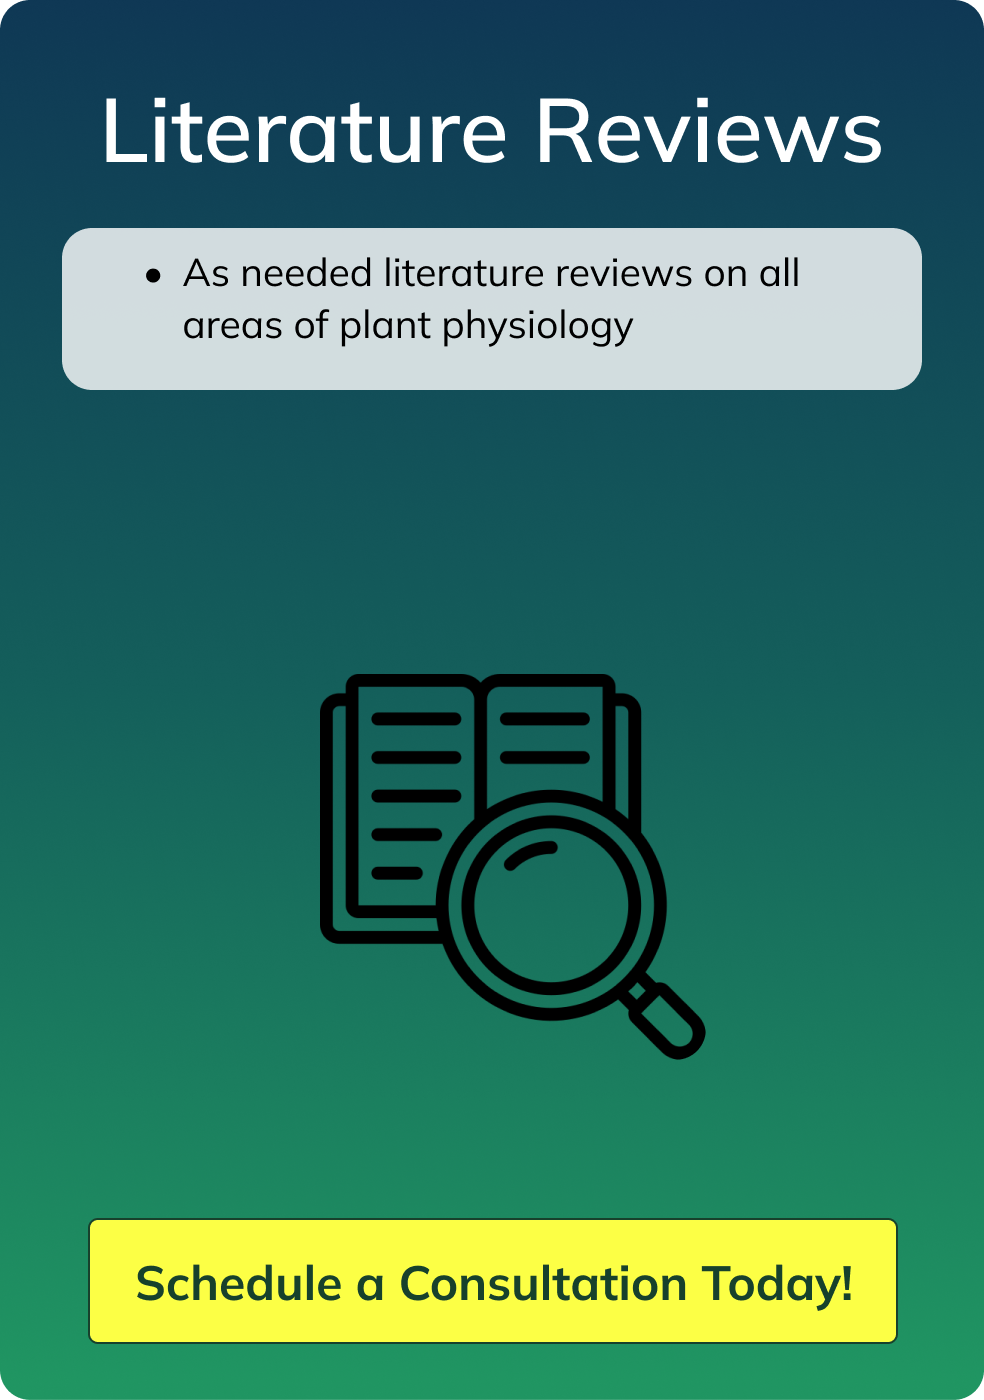 Literature Reviews
• As needed literature reviews on all
areas of plant physiology
Schedule a Consultation Today!